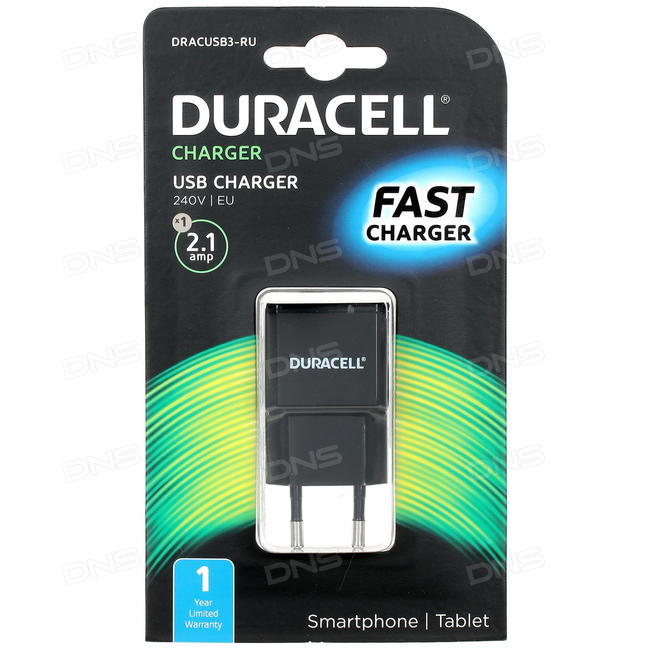 DRACUSB3-RU
DURACELL®
CHARGER
USB CHARGER
240V | EU
x1
2.1
amp
FAST
CHARGER
DURACELL®
1
Year
Limited
Warranty
Smartphone | Tablet
DNS